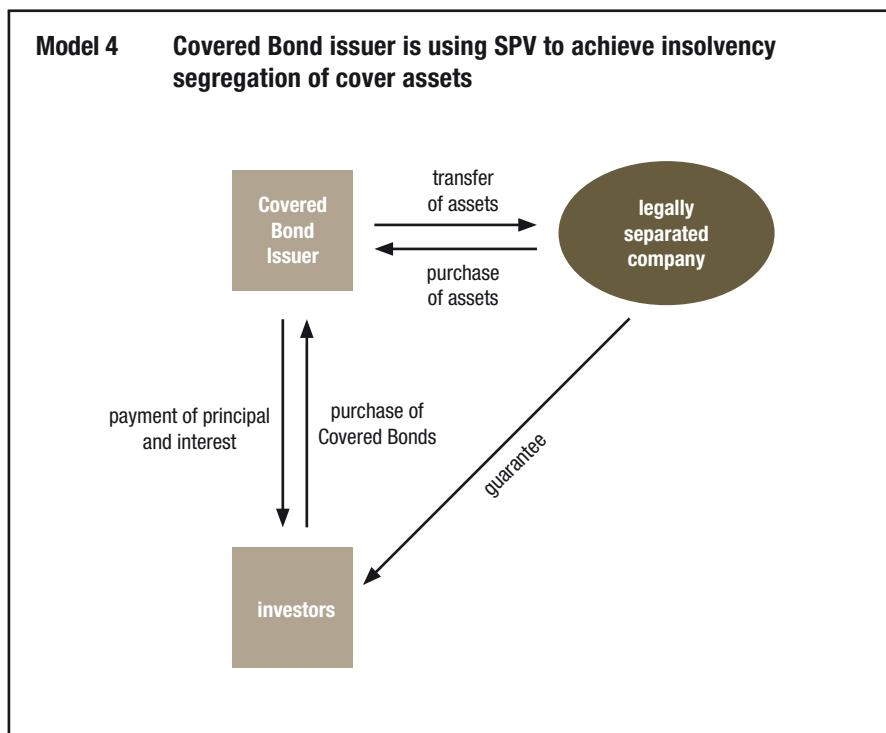 Model 4 Covered Bond issuer is using SPV to achieve insolvency
segregation of cover assets
Covered
Bond
Issuer
transfer
of assets
purchase
of assets
legally
separated
company
payment of principal
and interest
purchase of
Covered Bonds
guarantee
investors